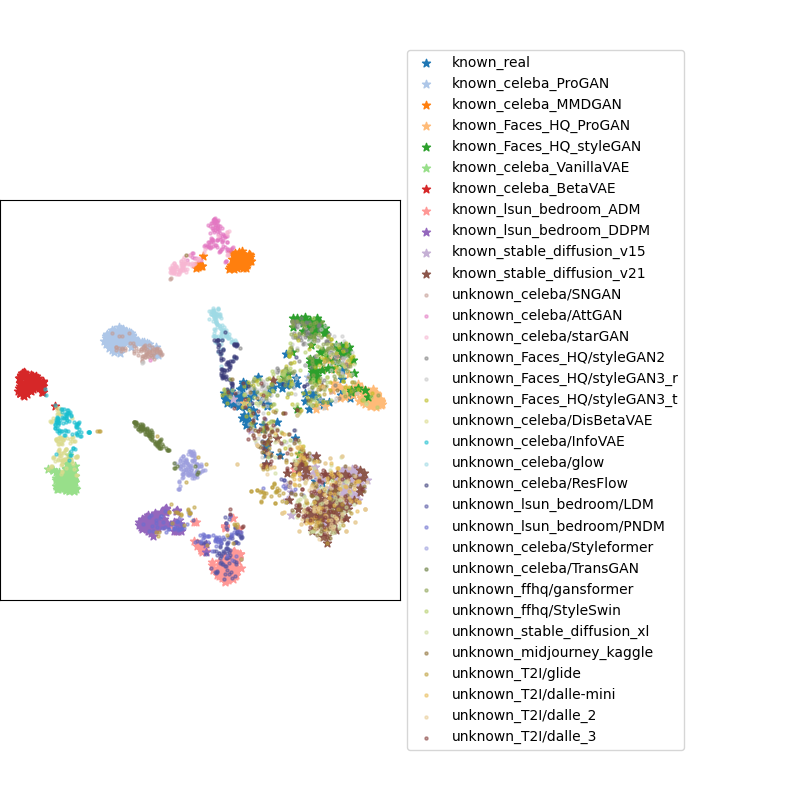 known_real
known_celeba_ProGAN
known_celeba_MMDGAN
known_Faces_HQ_ProGAN
known_Faces_HQ_styleGAN
known_celeba_VanillaVAE
known_celeba_BetaVAE
known_lsun_bedroom_ADM
known_lsun_bedroom_DDPM
known_stable_diffusion_v15
known_stable_diffusion_v21
unknown_celeba/SNGAN
unknown_celeba/AttGAN
unknown_celeba/starGAN
unknown_Faces_HQ/styleGAN2
unknown_Faces_HQ/styleGAN3_r
unknown_Faces_HQ/styleGAN3_t
unknown_celeba/DisBetaVAE
unknown_celeba/InfoVAE
unknown_celeba/glow
unknown_celeba/ResFlow
unknown_lsun_bedroom/LDM
unknown_lsun_bedroom/PNDM
unknown_celeba/Styleformer
unknown_celeba/TransGAN
unknown_ffhq/gansformer
unknown_ffhq/StyleSwin
unknown_stable_diffusion_xl
unknown_midjourney_kaggle
unknown_T2I/glide
unknown_T2I/dalle-mini
unknown_T2I/dalle_2
unknown_T2I/dalle_3